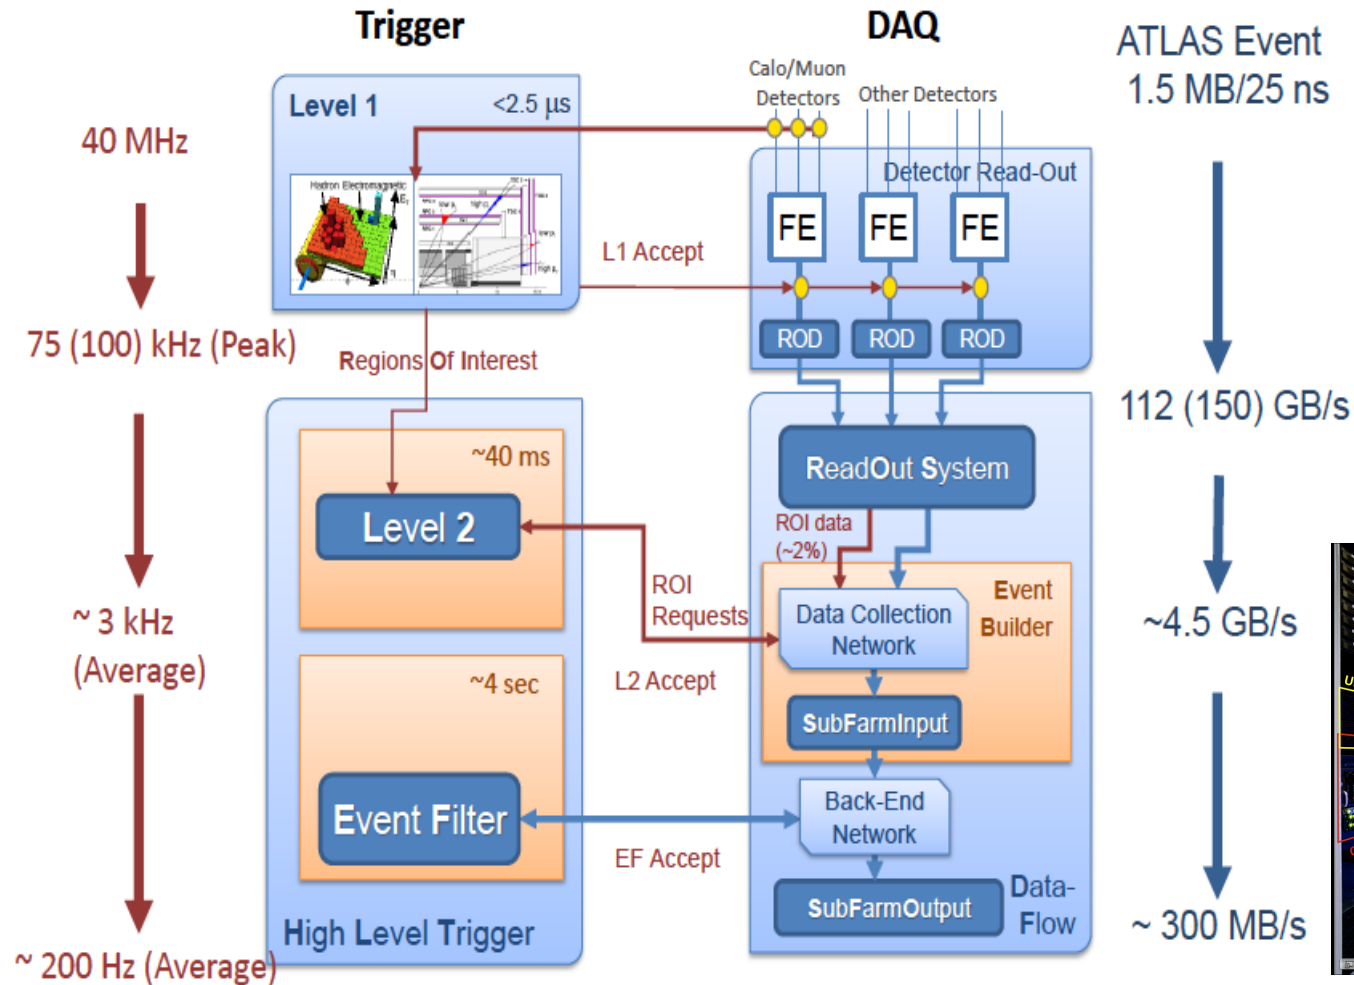 Trigger
DAQ
ATLAS Event
1.5 MB/25 ns
Level 1
<2.5 μs
Calo/Muon
Detectors
Other Detectors
40 MHz
Detector Read-Out
Hadron Electromagnetic
FE
FE
FE
L1 Accept
75 (100) kHz (Peak)
ROD
ROD
ROD
Regions Of Interest
112 (150) GB/s
~40 ms
ReadOut System
Level 2
ROI data
(~2%)
ROI
Requests
Event
Builder
Data Collection
Network
~ 3 kHz
(Average)
~4.5 GB/s
~4 sec
L2 Accept
SubFarmInput
Event Filter
Back-End
Network
EF Accept
SubFarmOutput
Data-
Flow
High Level Trigger
~ 300 MB/s
~ 200 Hz (Average)